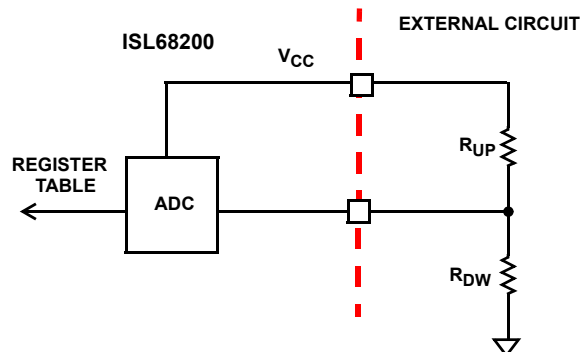 EXTERNAL CIRCUIT
ISL68200
VCC
RUP
REGISTER
TABLE
ADC
RDW